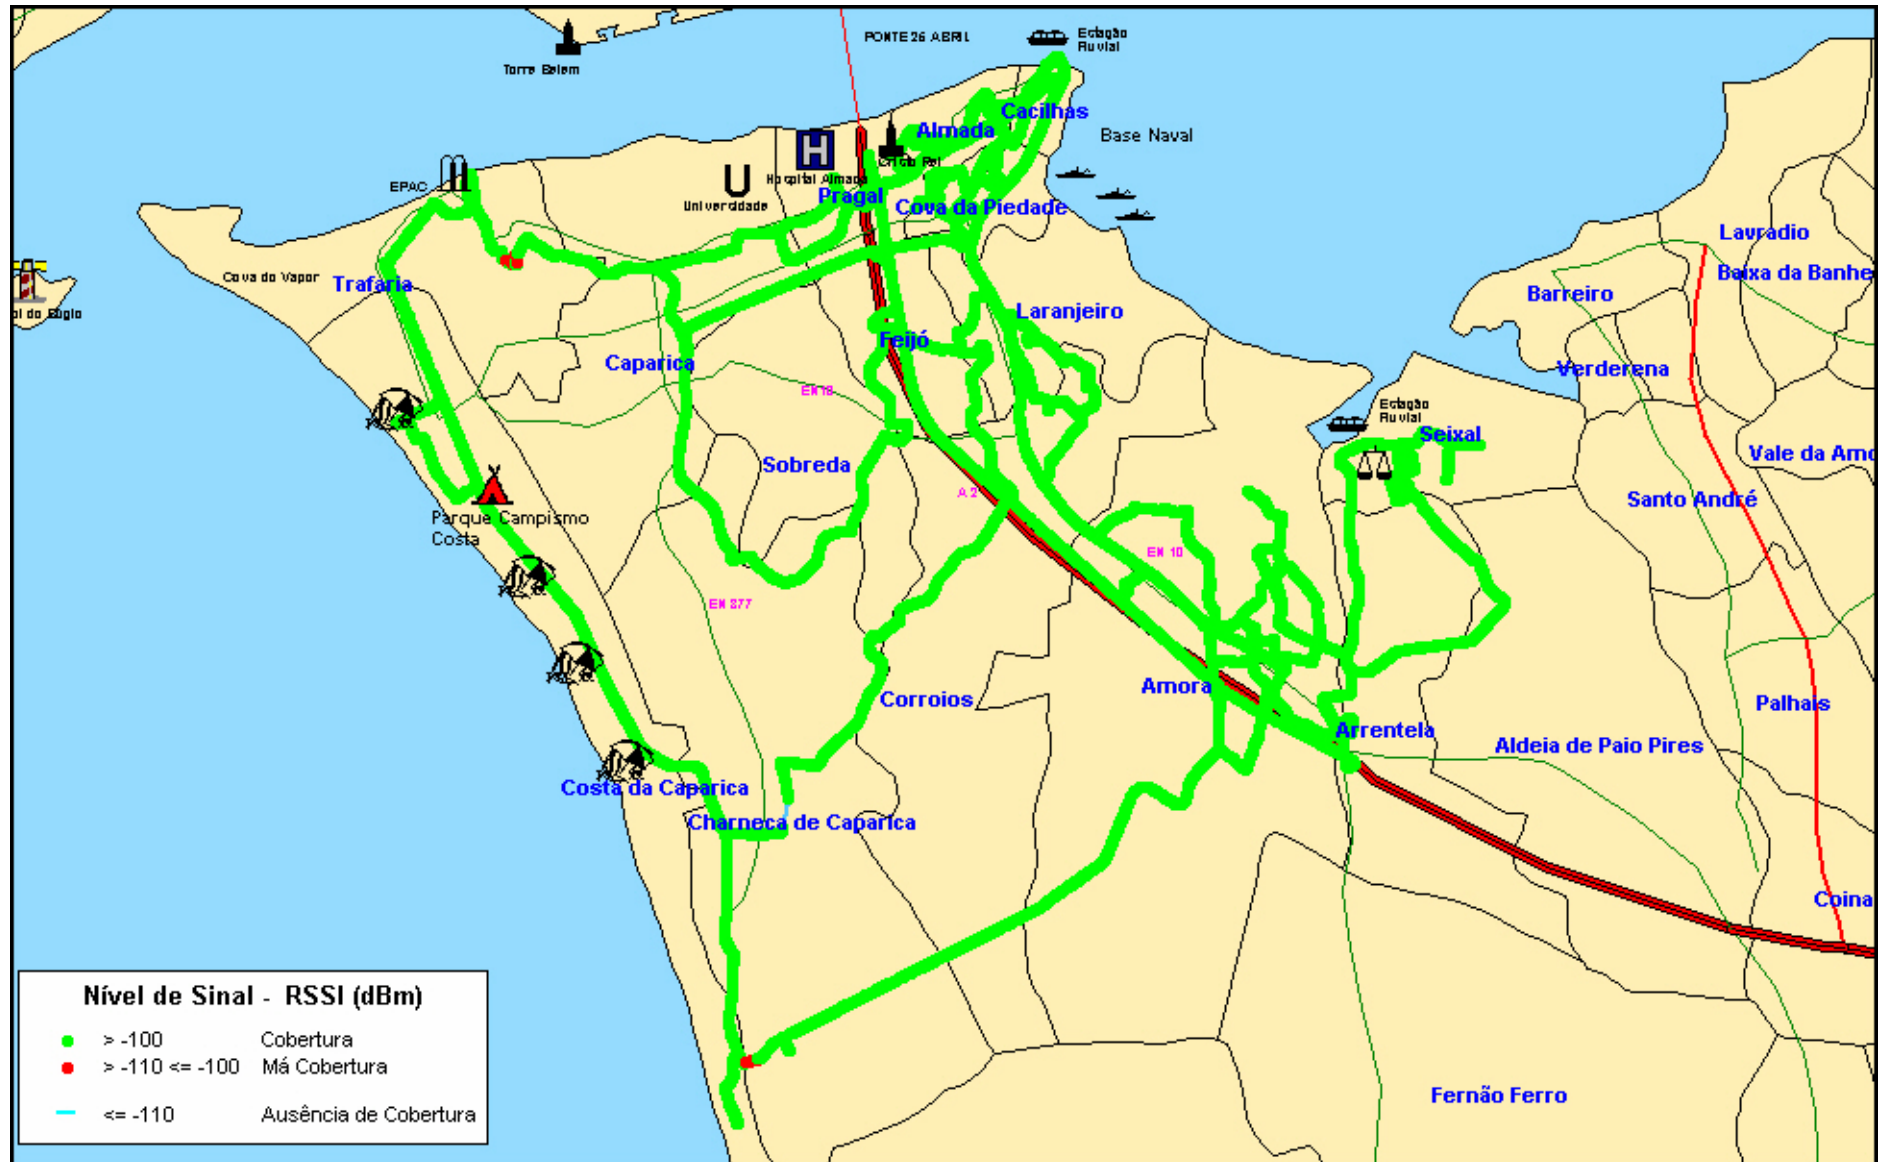 PONTE 25 ABRIL
Estação
Fluvial
Torre Belem
Cacilhas
Almada
Base Naval
Cristo Rei
EPAC
Hospital Almada
Universidade
Pragal
Cova da Piedade
Lavradio
Cova do Vapor
Trafaria
Baixa da Banhe
Barreiro
ol do Bugio
Laranjeiro
Feijó
Caparica
Verderena
EN 10
Estação
Fluvial
Seixal
Sobreda
Vale da Amo
A 2
Santo André
Parque Campismo
Costa
EN 10
EN 377
Amora
Corroios
Palhais
Arrentela
Aldeia de Paio Pires
Costa da Caparica
Charneca de Caparica
Coina
Fernão Ferro
Nível de Sinal - RSSI (dBm)
> -100 Cobertura
> -110 <= -100 Má Cobertura
<= -110 Ausência de Cobertura